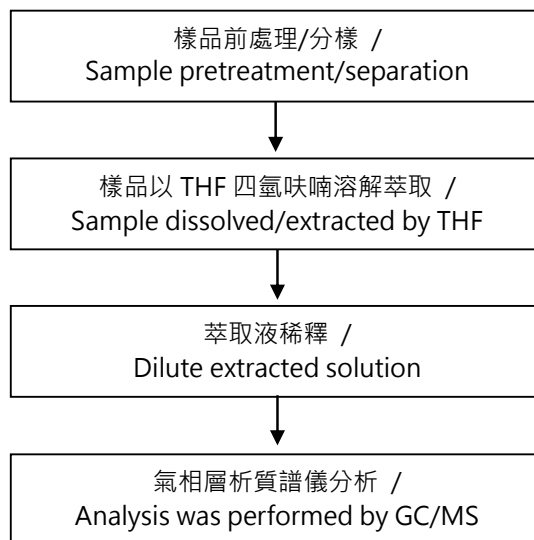 樣品前處理/分樣 /
Sample pretreatment/separation
樣品以 THF 四氫呋喃溶解萃取 /
Sample dissolved/extracted by THF
萃取液稀釋 /
Dilute extracted solution
氣相層析質譜儀分析 /
Analysis was performed by GC/MS